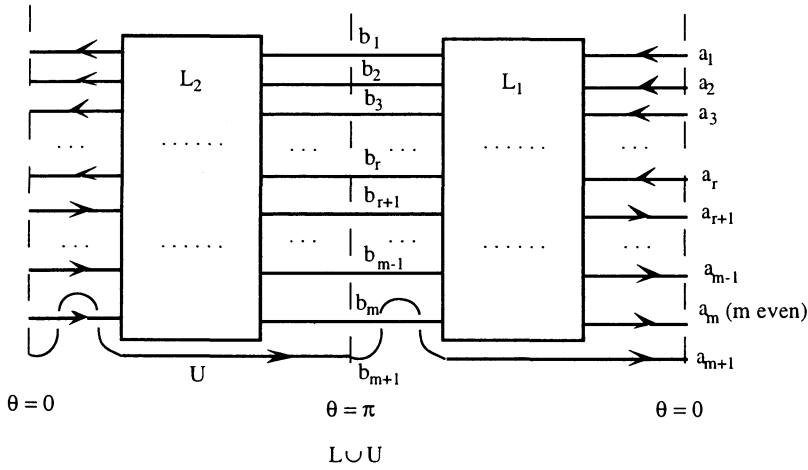 b₁ a₁
L₂ b₂ L₁ a₂
b₃ a₃
... ...... ... ... ...... ...
bᵣ aᵣ
bᵣ₊₁ aᵣ₊₁
... ...... ... ... ...... ...
bₘ₋₁ aₘ₋₁
bₘ aₘ (m even)
U bₘ₊₁ aₘ₊₁
θ = 0 θ = π θ = 0
L∪U